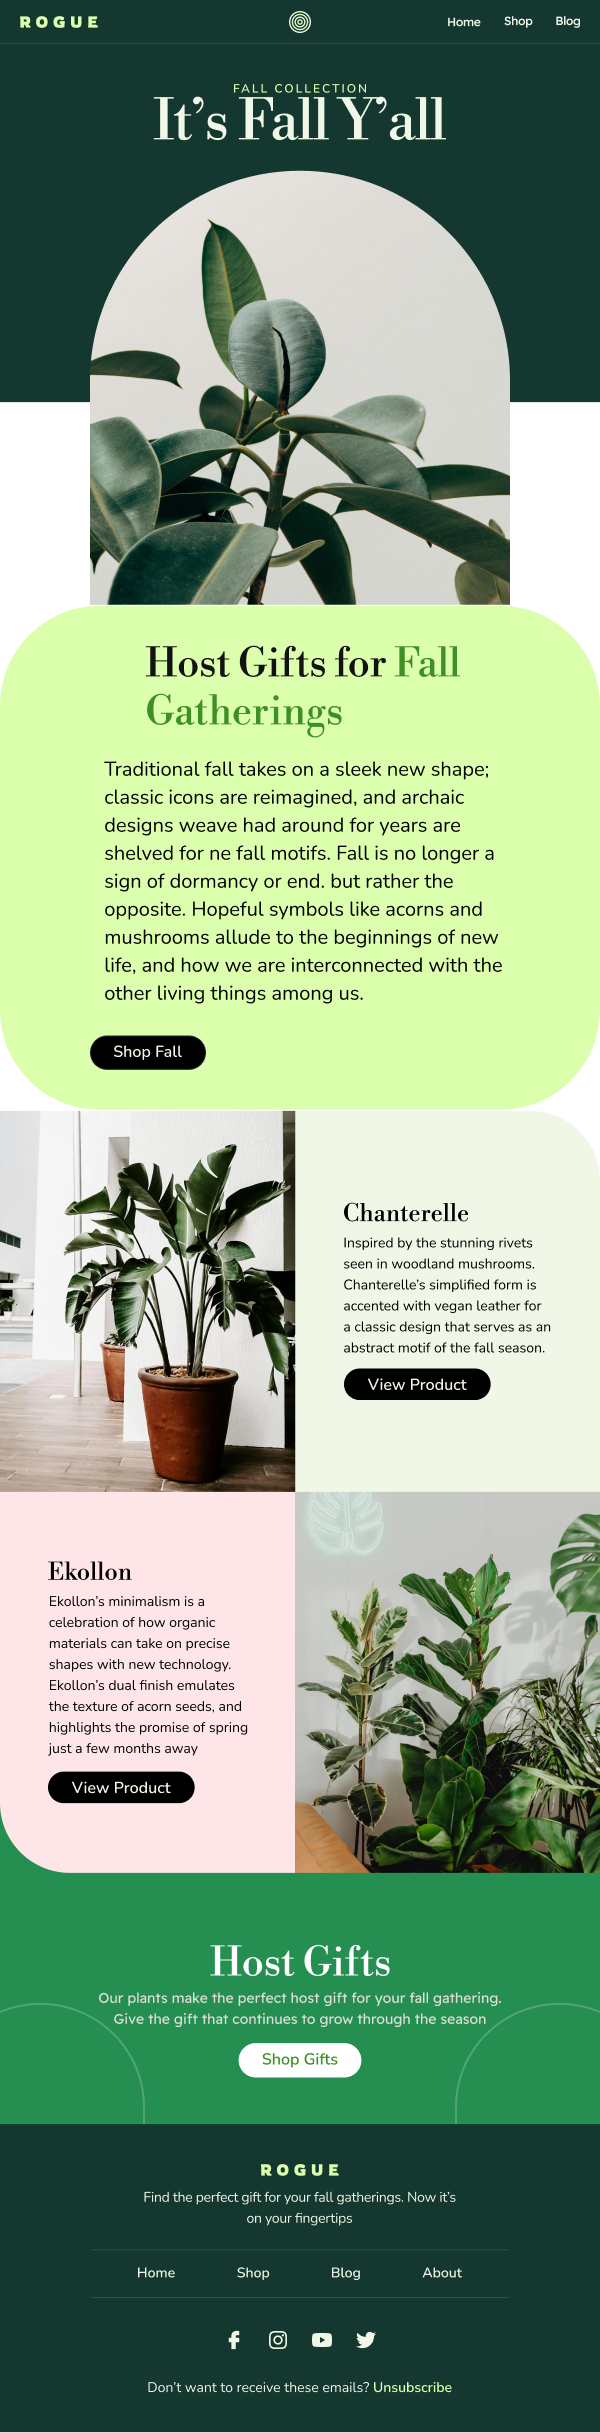 ROGUE
Home Shop Blog
FALL COLLECTION
It's Fall Y'all
Host Gifts for Fall
Gatherings
Traditional fall takes on a sleek new shape;
classic icons are reimagined, and archaic
designs weave had around for years are
shelved for ne fall motifs. Fall is no longer a
sign of dormancy or end. but rather the
opposite. Hopeful symbols like acorns and
mushrooms allude to the beginnings of new
life, and how we are interconnected with the
other living things among us.
Shop Fall
Chanterelle
Inspired by the stunning rivets
seen in woodland mushrooms.
Chanterelle's simplified form is
accented with vegan leather for
a classic design that serves as an
abstract motif of the fall season.
View Product
Ekollon
Ekollon's minimalism is a
celebration of how organic
materials can take on precise
shapes with new technology.
Ekollon's dual finish emulates
the texture of acorn seeds, and
highlights the promise of spring
just a few months away
View Product
Host Gifts
Our plants make the perfect host gift for your fall gathering.
Give the gift that continues to grow through the season
Shop Gifts
ROGUE
Find the perfect gift for your fall gatherings. Now it's
on your fingertips
Home Shop Blog About
Don't want to receive these emails? Unsubscribe